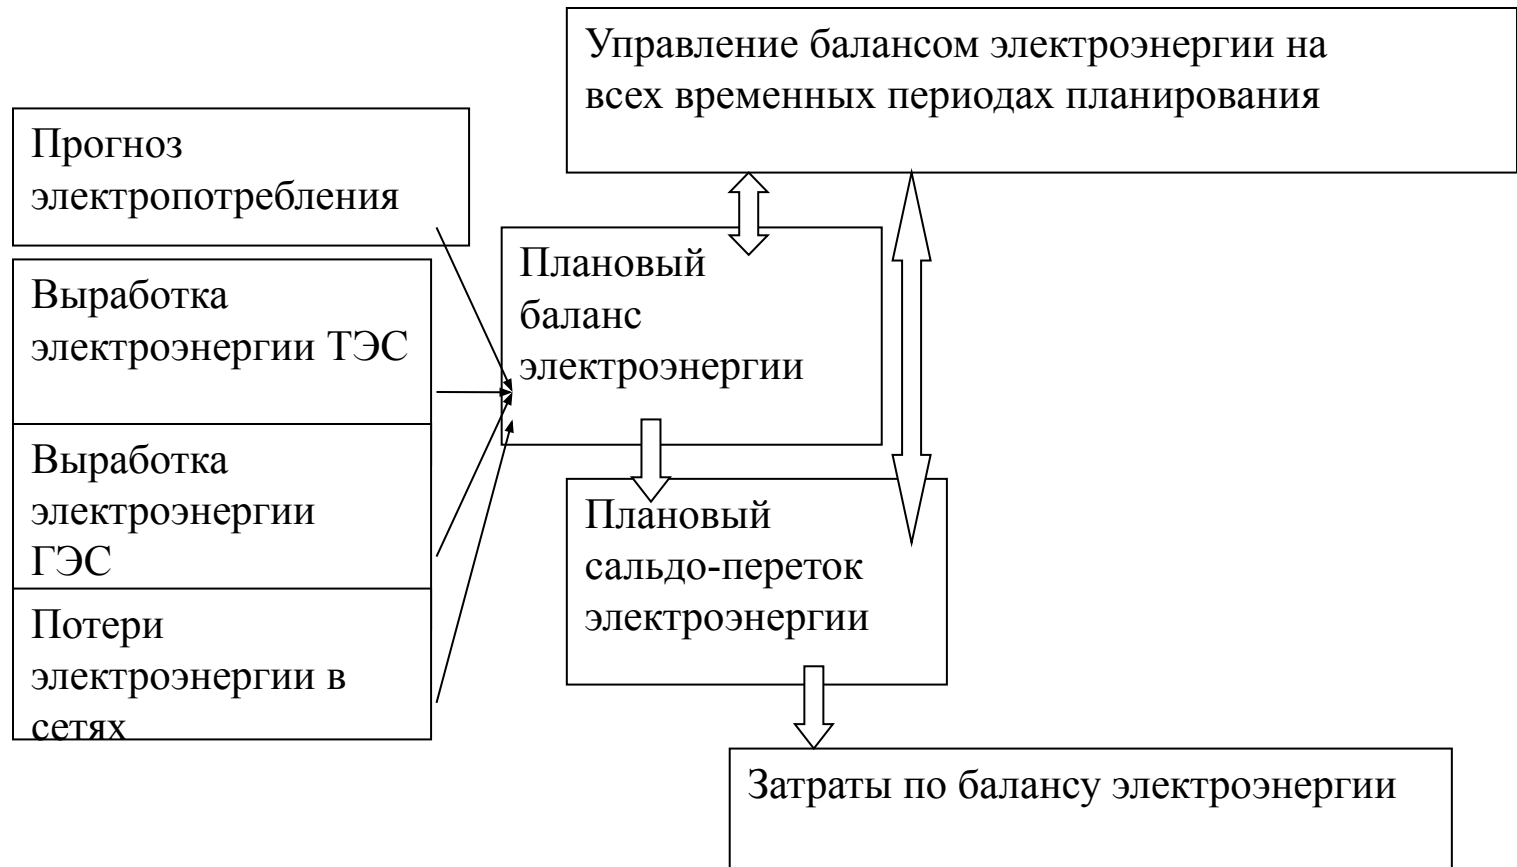 Управление балансом электроэнергии на
всех временных периодах планирования
Прогноз
электропотребления
Выработка
электроэнергии ТЭС
Выработка
электроэнергии
ГЭС
Потери
электроэнергии в
сетях
Плановый
баланс
электроэнергии
Плановый
сальдо-переток
электроэнергии
Затраты по балансу электроэнергии